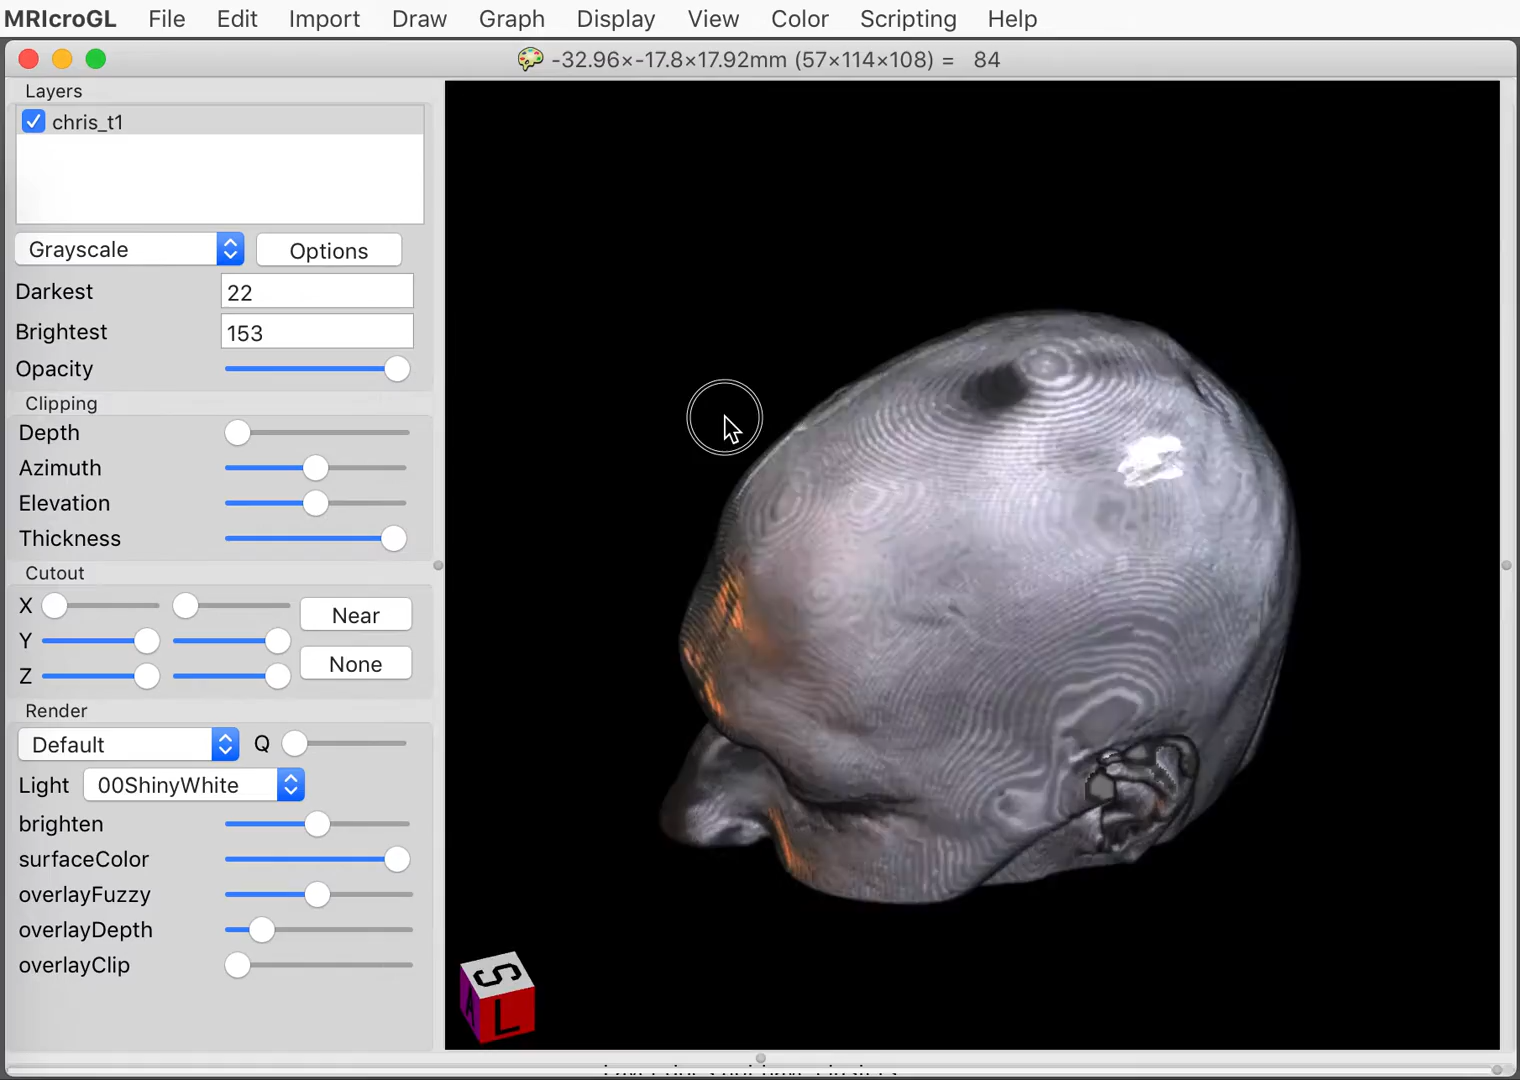 MRIcroGL File Edit Import Draw Graph Display View Color Scripting Help
-32.96×-17.8×17.92mm (57×114×108) = 84
Layers
chris_t1
Grayscale Options
Darkest 22
Brightest 153
Opacity
Clipping
Depth
Azimuth
Elevation
Thickness
Cutout
X Near
Y
Z None
Render
Default Q
Light 00ShinyWhite
brighten
surfaceColor
overlayFuzzy
overlayDepth
overlayClip
S
A L